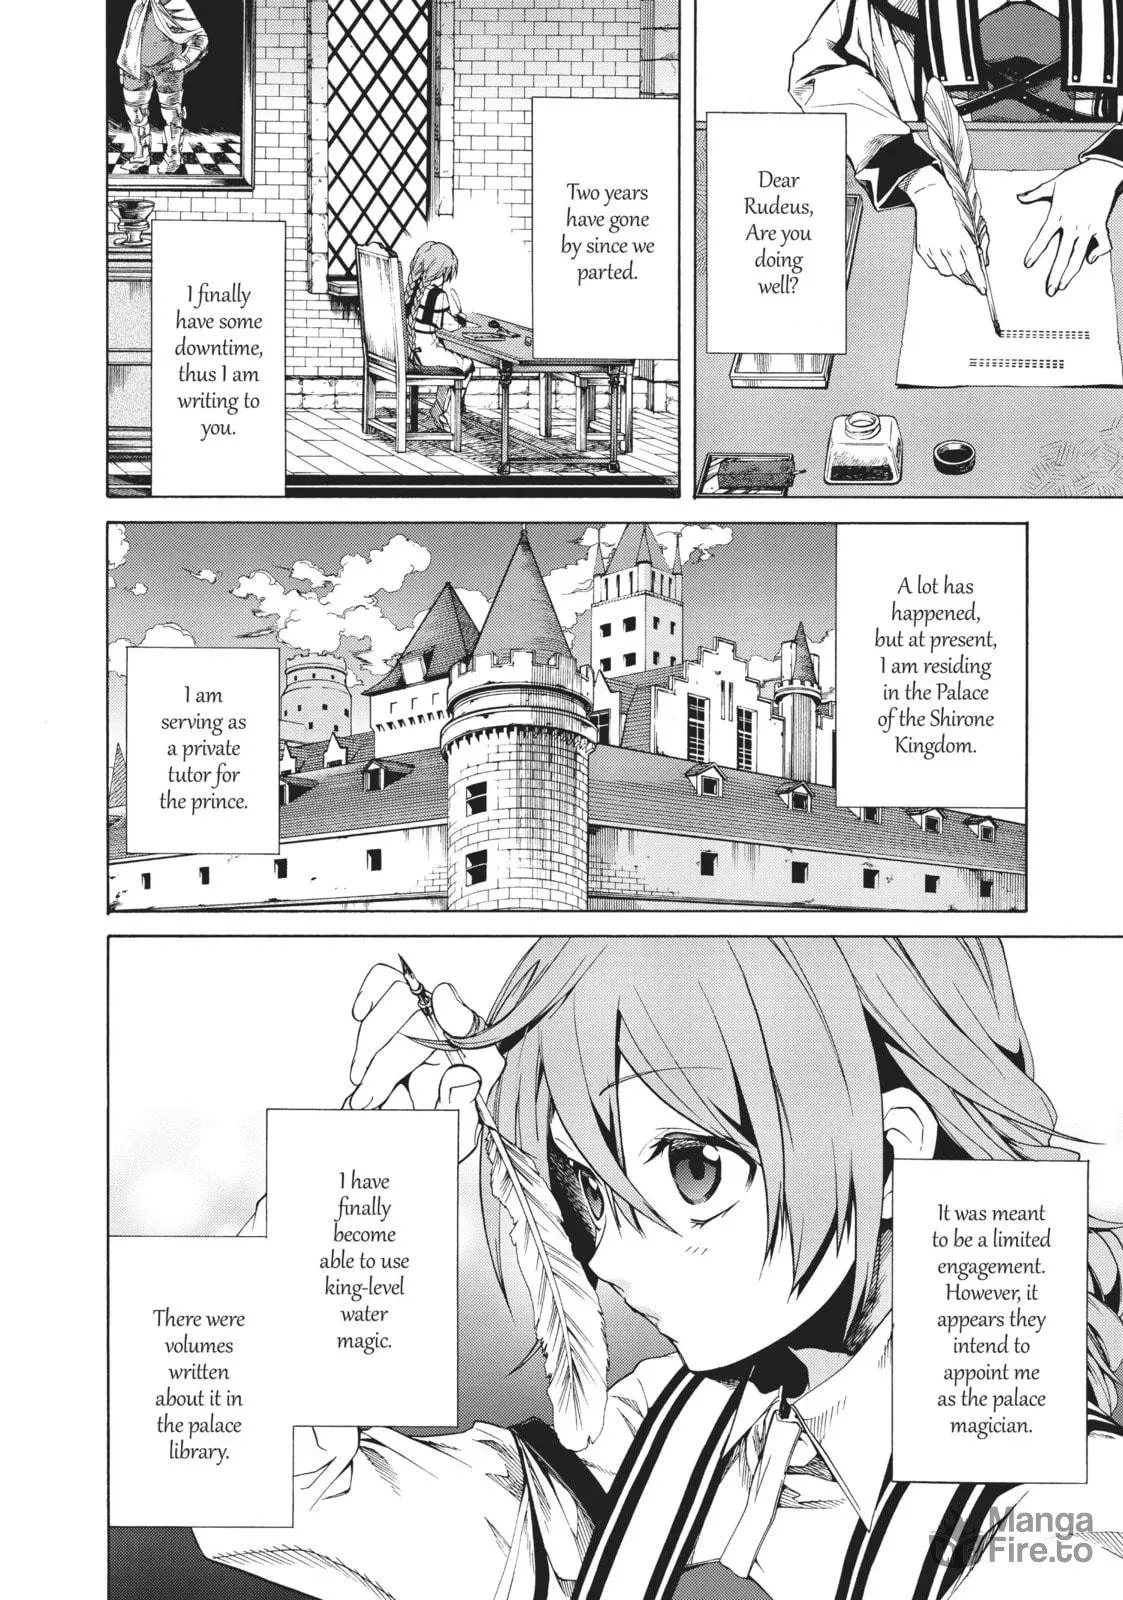 Dear
Rudeus,
Are you
doing
well?
Two years
have gone
by since we
parted.
I finally
have some
downtime,
thus I am
writing to
you.
A lot has
happened,
but at present,
I am residing
in the Palace
of the Shirone
Kingdom.
I am
serving as
a private
tutor for
the prince.
It was meant
to be a limited
engagement.
However, it
appears they
intend to
appoint me
as the palace
magician.
I have
finally
become
able to use
king-level
water
magic.
There were
volumes
written
about it in
the palace
library.
Manga
Fire.to